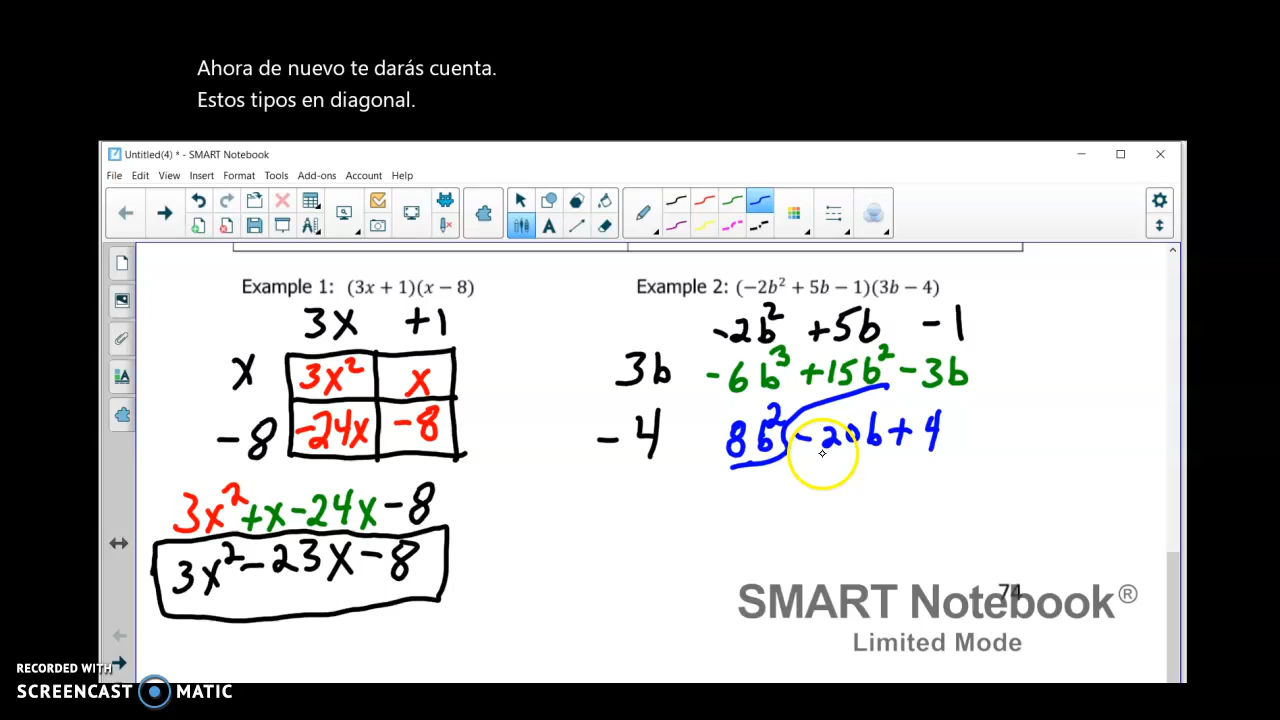 Ahora de nuevo te darás cuenta.
Estos tipos en diagonal.
Untitled(4) * - SMART Notebook
File Edit View Insert Format Tools Add-ons Account Help
Example 1: (3x + 1)(x − 8)
3x +1
x 3x² x
-8 -24x -8
3x² +x -24x -8
3x² -23x -8
Example 2: (−2b² + 5b − 1)(3b − 4)
-2b² +5b -1
3b -6b³ +15b² -3b
-4 8b² -20b +4
74
SMART Notebook®
Limited Mode
RECORDED WITH
SCREENCAST MATIC